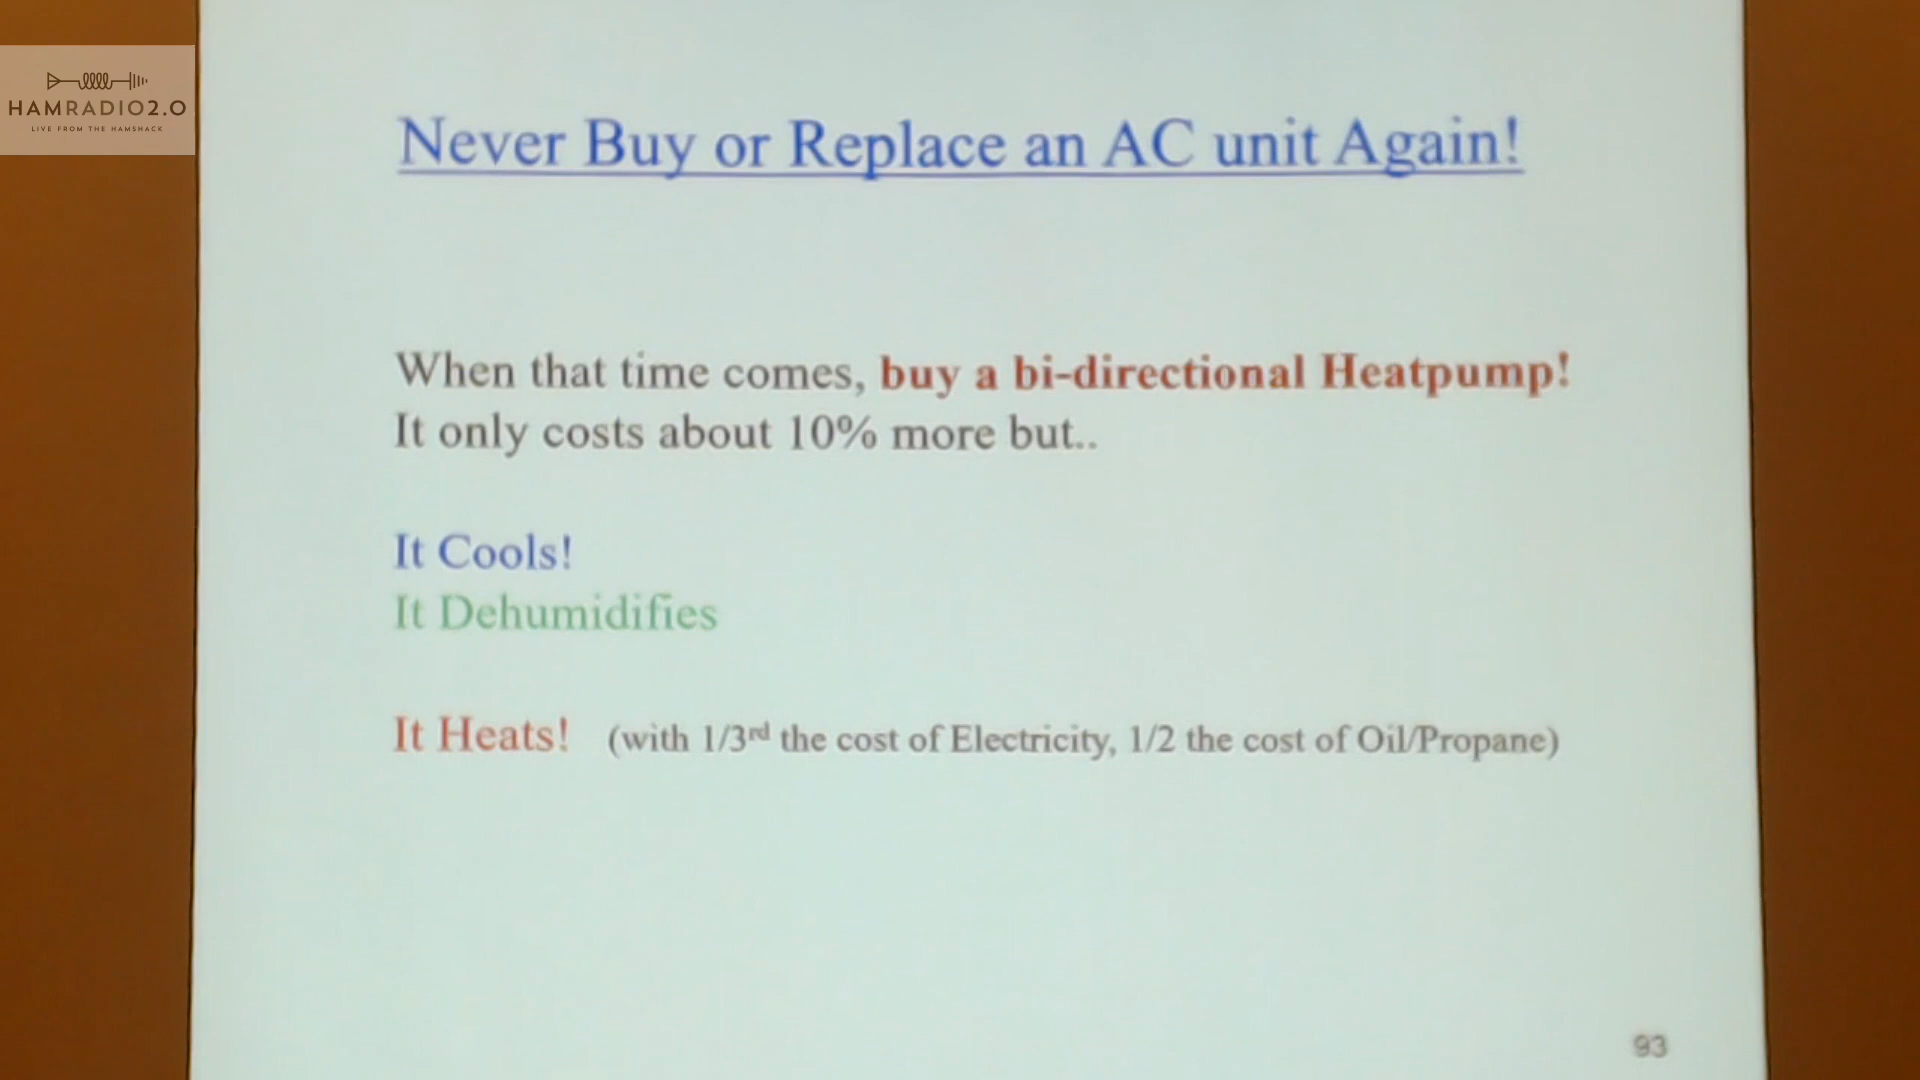 HAMRADIO2.0
LIVE FROM THE HAMSHACK
Never Buy or Replace an AC unit Again!
When that time comes, buy a bi-directional Heatpump!
It only costs about 10% more but..
It Cools!
It Dehumidifies
It Heats! (with 1/3rd the cost of Electricity, 1/2 the cost of Oil/Propane)
93